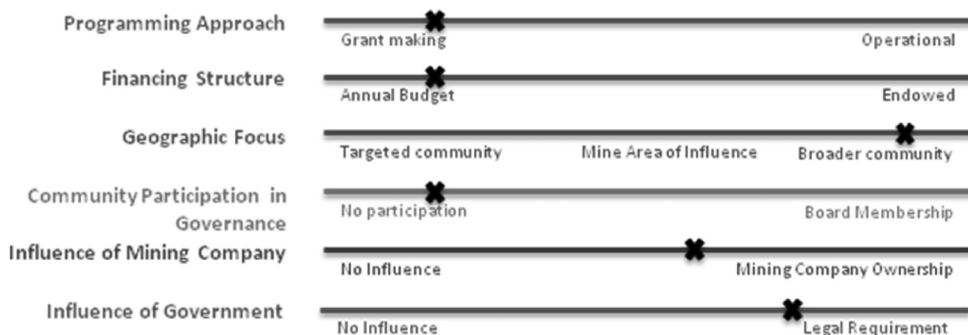 Programming Approach
Grant making Operational
Financing Structure
Annual Budget Endowed
Geographic Focus
Targeted community Mine Area of Influence Broader community
Community Participation in
Governance
No participation Board Membership
Influence of Mining Company
No Influence Mining Company Ownership
Influence of Government
No Influence Legal Requirement